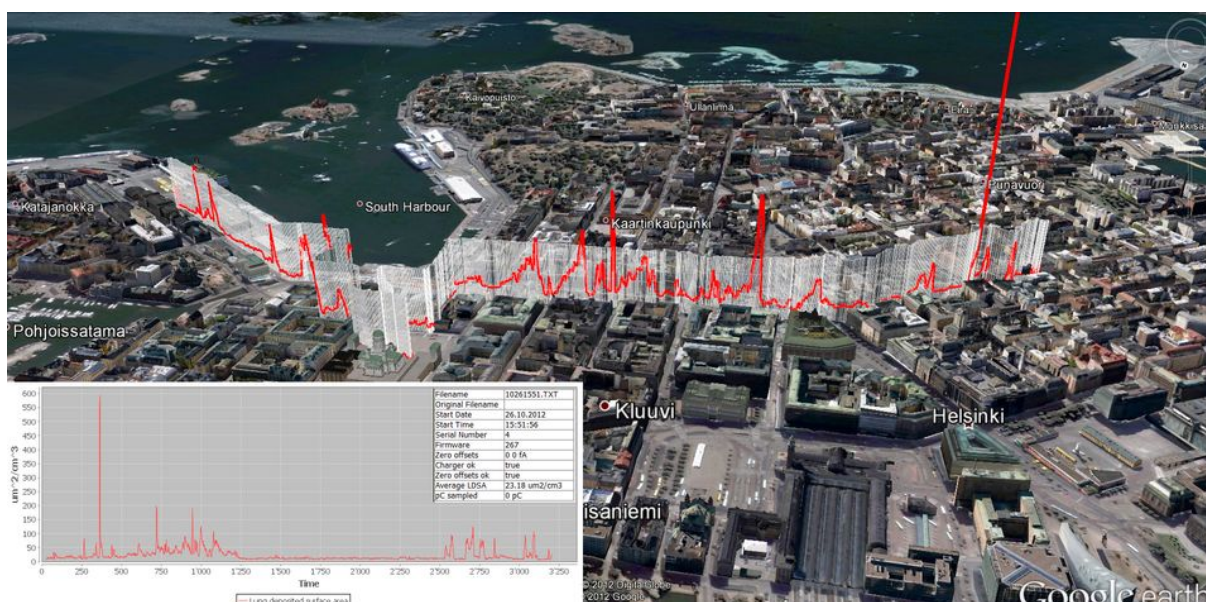 Kaivopuisto
Ullanlinna
Eira
Munkkisa
N
Katajanokka
South Harbour
Kaartinkaupunki
Punavuori
Pohjoissatama
Kluuvi
Helsinki
isaniemi
© 2012 Digital Globe
© 2012 Google
Google earth
um^2/cm^3
600
550
500
450
400
350
300
250
200
150
100
50
0
0 250 500 750 1'000 1'250 1'500 1'750 2'000 2'250 2'500 2'750 3'000 3'250
Time
Lung deposited surface area
Filename 10261551.TXT
Original Filename
Start Date 26.10.2012
Start Time 15:51:56
Serial Number 4
Firmware 267
Zero offsets 0 0 fA
Charger ok true
Zero offsets ok true
Average LDSA 23.18 um2/cm3
pC sampled 0 pC